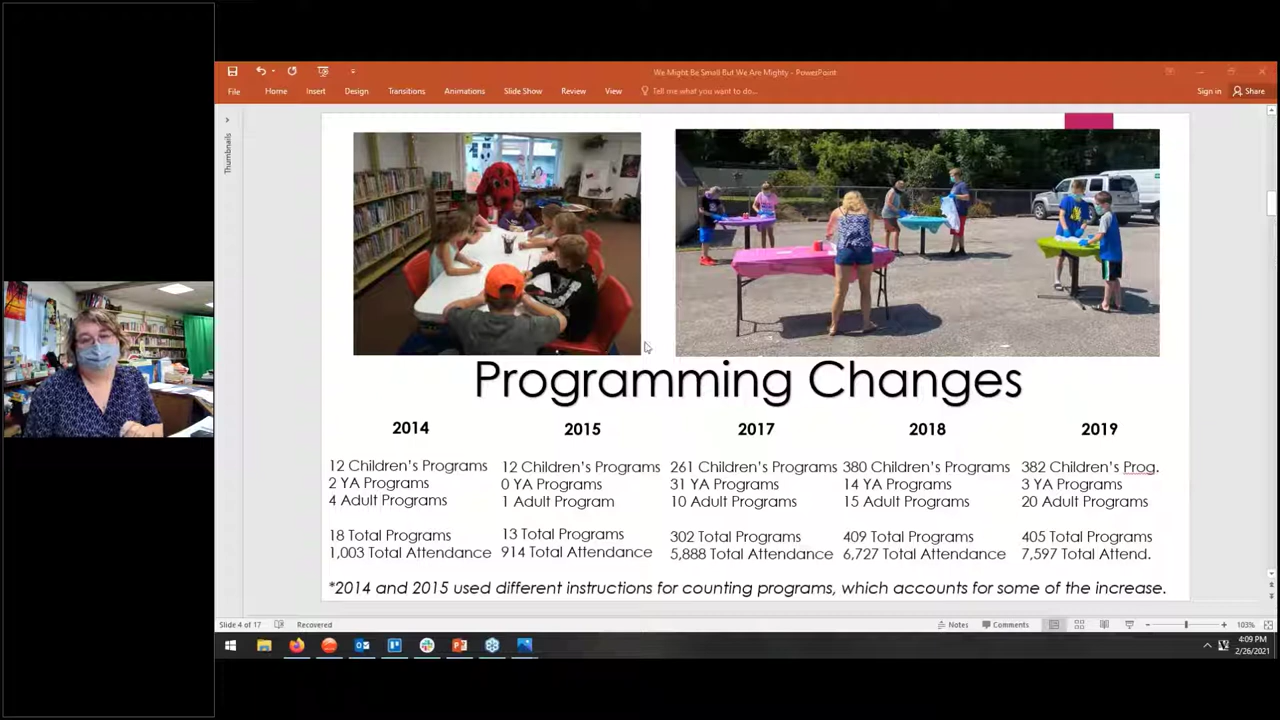 We Might Be Small But We Are Mighty - PowerPoint
File Home Insert Design Transitions Animations Slide Show Review View Tell me what you want to do... Sign in Share
Thumbnails
Programming Changes
2014 2015 2017 2018 2019
12 Children's Programs 12 Children's Programs 261 Children's Programs 380 Children's Programs 382 Children's Prog.
2 YA Programs 0 YA Programs 31 YA Programs 14 YA Programs 3 YA Programs
4 Adult Programs 1 Adult Program 10 Adult Programs 15 Adult Programs 20 Adult Programs
18 Total Programs 13 Total Programs 302 Total Programs 409 Total Programs 405 Total Programs
1,003 Total Attendance 914 Total Attendance 5,888 Total Attendance 6,727 Total Attendance 7,597 Total Attend.
*2014 and 2015 used different instructions for counting programs, which accounts for some of the increase.
Slide 4 of 17 Recovered Notes Comments 103%
4:09 PM
2/26/2021